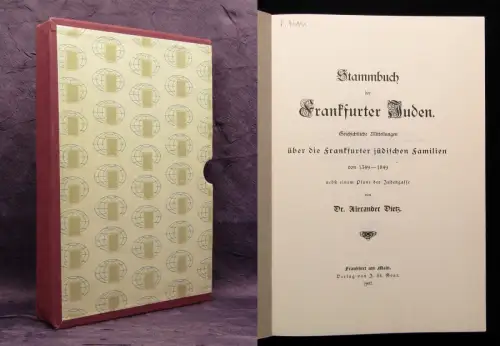 Stammbuch
der
Frankfurter Juden.
Geschichtliche Mitteilungen
über die Frankfurter jüdischen Familien
von 1349—1849
nebst einem Plane der Judengasse
von
Dr. Alexander Dietz.
Frankfurt am Main.
Verlag von J. St. Goar.
1907.